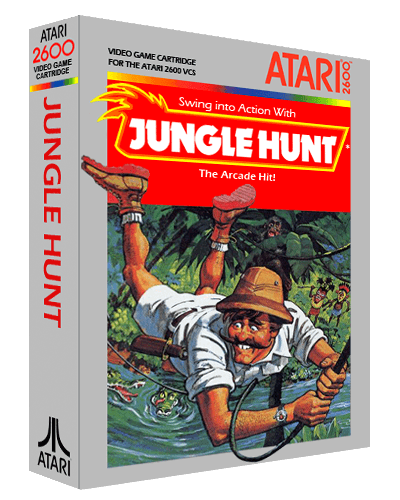 ATARI
2600
VIDEO GAME
CARTRIDGE
JUNGLE HUNT
ATARI
VIDEO GAME CARTRIDGE
FOR THE ATARI 2600 VCS
ATARI 2600™
Swing into Action With
JUNGLE HUNT*
The Arcade Hit!